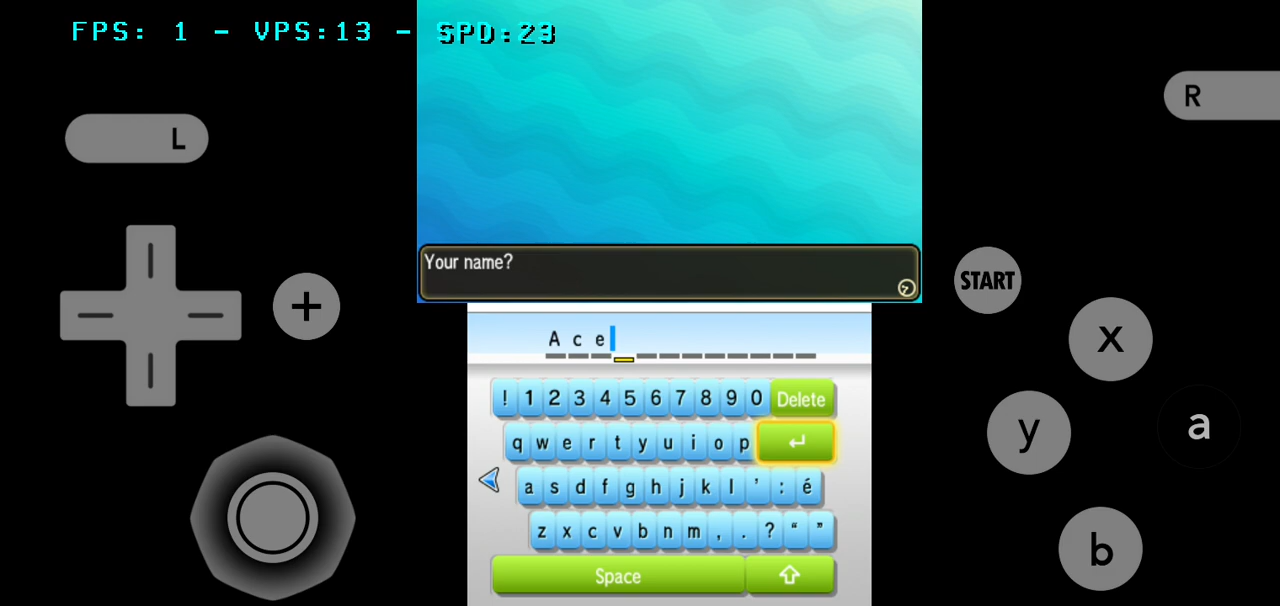 FPS: 1 - VPS:13 - SPD:23
L
R
Your name?
START
Ace
x
! 1 2 3 4 5 6 7 8 9 0 Delete
q w e r t y u i o p
y
a
a s d f g h j k l ' : é
z x c v b n m , . ? “ ”
b
Space